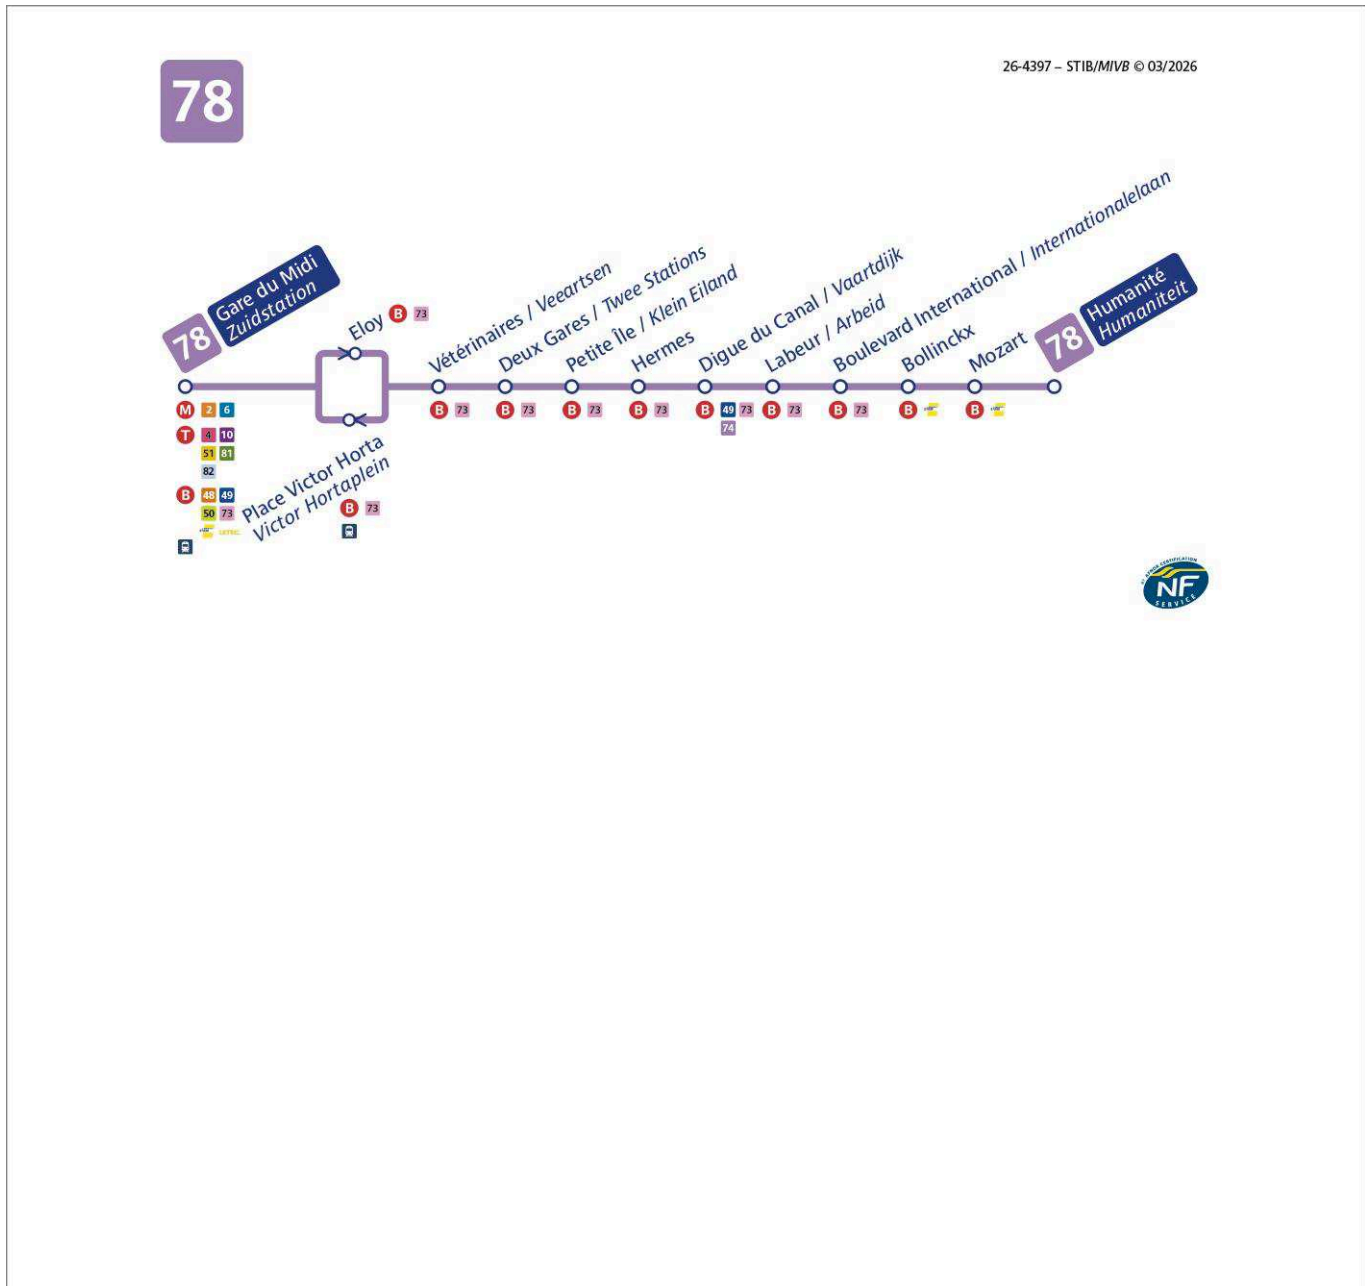 78
26-4397 – STIB/MIVB © 03/2026
78
Gare du Midi
Zuidstation
Eloy
B 73
Vétérinaires / Veeartsen
Deux Gares / Twee Stations
Petite Île / Klein Eiland
Hermes
Digue du Canal / Vaartdijk
Labeur / Arbeid
Boulevard International / Internationalelaan
Bollinckx
Mozart
78
Humanité
Humaniteit
M 2 6
T 4 10
51 81
82
B 48 49
50 73
Place Victor Horta
Victor Hortaplein
B 73
B 73
B 73
B 73
B 73
B 49 73
74
B 73
B 73
B
B
NF
SERVICE